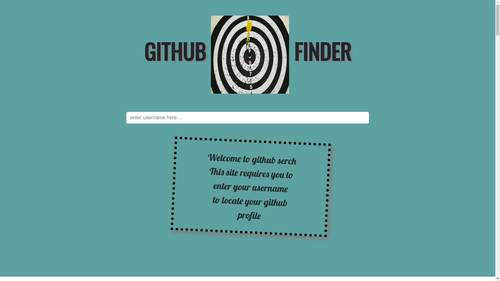 GITHUB FINDER
enter username here...
Welcome to github serch
This site requires you to
enter your username
to locate your github
profile